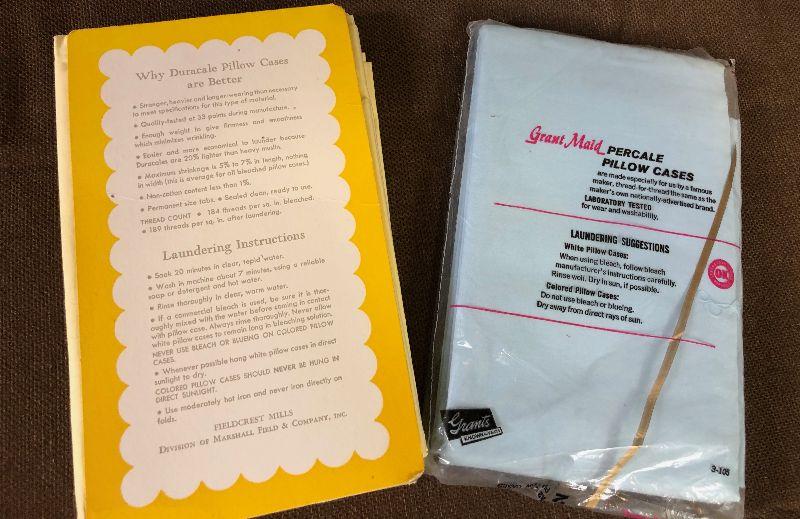 Why Duracale Pillow Cases
are Better
• Stronger, heavier and longer-wearing than necessary
to meet specifications for this type of material.
• Quality-tested at 33 points during manufacture.
• Enough weight to give firmness and smoothness
which minimizes wrinkling.
• Easier and more economical to launder because
Duracales are 20% lighter than heavy muslin.
• Maximum shrinkage is 5% to 7% in length, nothing
in width (this is average for all bleached pillow cases.)
• Non-cotton content less than 1%.
• Permanent size tabs. • Sealed clean, ready to use.
THREAD COUNT • 184 threads per sq. in. bleached.
• 189 threads per sq. in. after laundering.
Laundering Instructions
• Soak 20 minutes in clear, tepid water.
• Wash in machine about 7 minutes, using a reliable
soap or detergent and hot water.
• Rinse thoroughly in clear, warm water.
• If a commercial bleach is used, be sure it is thor-
oughly mixed with the water before coming in contact
with pillow case. Always rinse thoroughly. Never allow
white pillow cases to remain long in bleaching solution.
NEVER USE BLEACH OR BLUEING ON COLORED PILLOW
CASES.
• Whenever possible hang white pillow cases in direct
sunlight to dry.
COLORED PILLOW CASES SHOULD NEVER BE HUNG IN
DIRECT SUNLIGHT.
• Use moderately hot iron and never iron directly on
folds.
FIELDCREST MILLS
DIVISION OF MARSHALL FIELD & COMPANY, INC.
Grant Maid PERCALE
PILLOW CASES
are made especially for us by a famous
maker, thread-for-thread the same as the
maker's own nationally-advertised brand.
LABORATORY TESTED
for wear and washability.
LAUNDERING SUGGESTIONS
White Pillow Cases:
When using bleach, follow bleach
manufacturer's instructions carefully.
Rinse well. Dry in sun, if possible.
Colored Pillow Cases:
Do not use bleach or blueing.
Dry away from direct rays of sun.
OK
Grants
KNOWN for VALUES
3-105